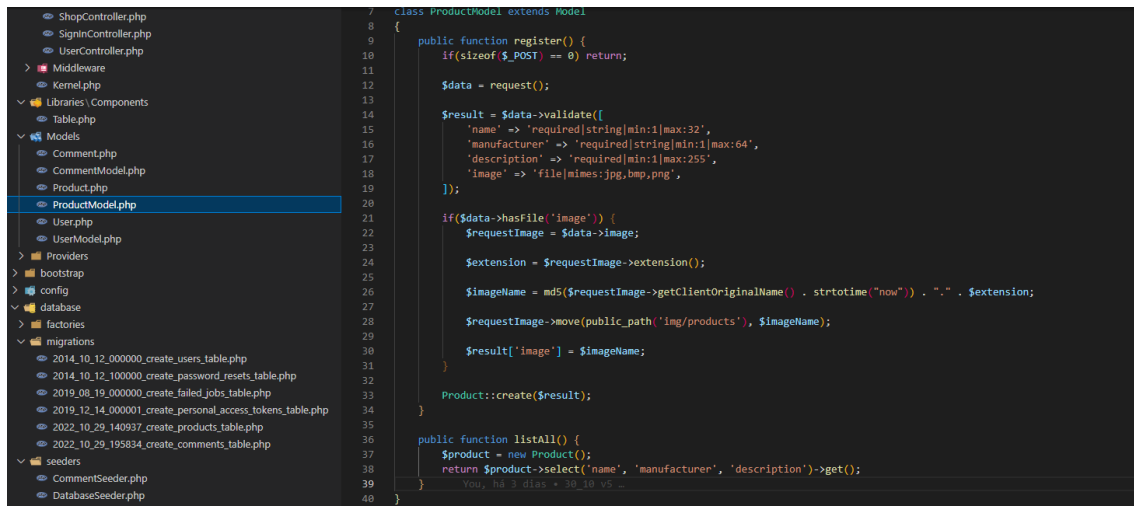 ShopController.php
SignInController.php
UserController.php
Middleware
Kernel.php
Libraries\Components
Table.php
Models
Comment.php
CommentModel.php
Product.php
ProductModel.php
User.php
UserModel.php
Providers
bootstrap
config
database
factories
migrations
2014_10_12_000000_create_users_table.php
2014_10_12_100000_create_password_resets_table.php
2019_08_19_000000_create_failed_jobs_table.php
2019_12_14_000001_create_personal_access_tokens_table.php
2022_10_29_140937_create_products_table.php
2022_10_29_195834_create_comments_table.php
seeders
CommentSeeder.php
DatabaseSeeder.php
7 class ProductModel extends Model
8 {
9     public function register() {
10         if(sizeof($_POST) == 0) return;
11
12         $data = request();
13
14         $result = $data->validate([
15             'name' => 'required|string|min:1|max:32',
16             'manufacturer' => 'required|string|min:1|max:64',
17             'description' => 'required|min:1|max:255',
18             'image' => 'file|mimes:jpg,bmp,png',
19         ]);
20
21         if($data->hasFile('image')) {
22             $requestImage = $data->image;
23
24             $extension = $requestImage->extension();
25
26             $imageName = md5($requestImage->getClientOriginalName() . strtotime("now")) . "." . $extension;
27
28             $requestImage->move(public_path('img/products'), $imageName);
29
30             $result['image'] = $imageName;
31         }
32
33         Product::create($result);
34     }
35
36     public function listAll() {
37         $product = new Product();
38         return $product->select('name', 'manufacturer', 'description')->get();
39     } You, há 3 dias • 30_10 v5 …
40 }